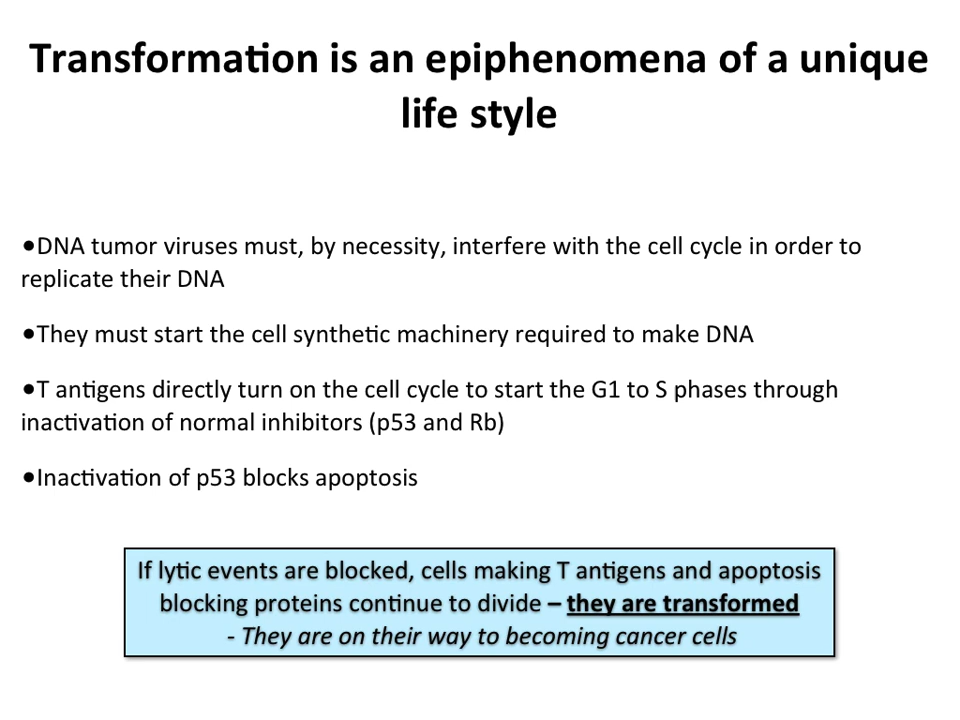 Transformation is an epiphenomena of a unique
life style
•DNA tumor viruses must, by necessity, interfere with the cell cycle in order to
replicate their DNA
•They must start the cell synthetic machinery required to make DNA
•T antigens directly turn on the cell cycle to start the G1 to S phases through
inactivation of normal inhibitors (p53 and Rb)
•Inactivation of p53 blocks apoptosis
If lytic events are blocked, cells making T antigens and apoptosis
blocking proteins continue to divide – they are transformed
- They are on their way to becoming cancer cells